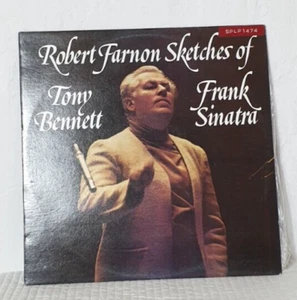 SPLP1474
Robert Farnon Sketches of
Tony Bennett
Frank Sinatra